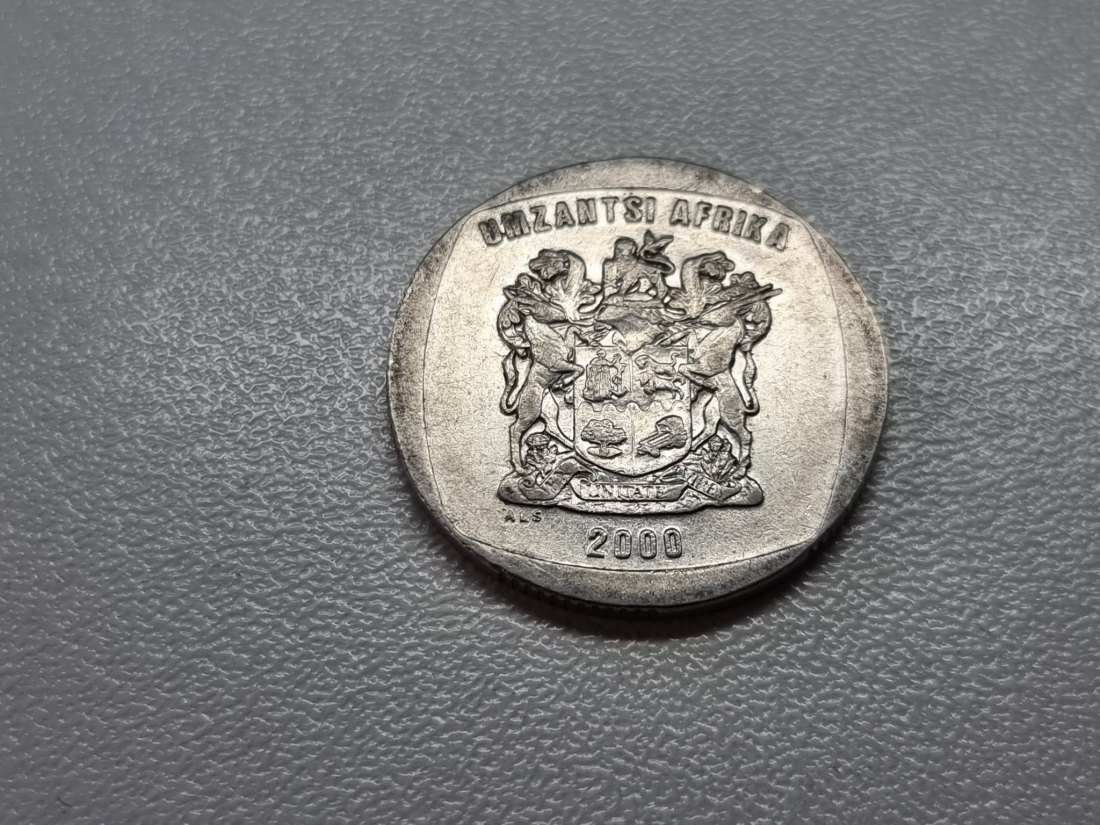 UMZANTSI AFRIKA
UNITATE
ALS
2000